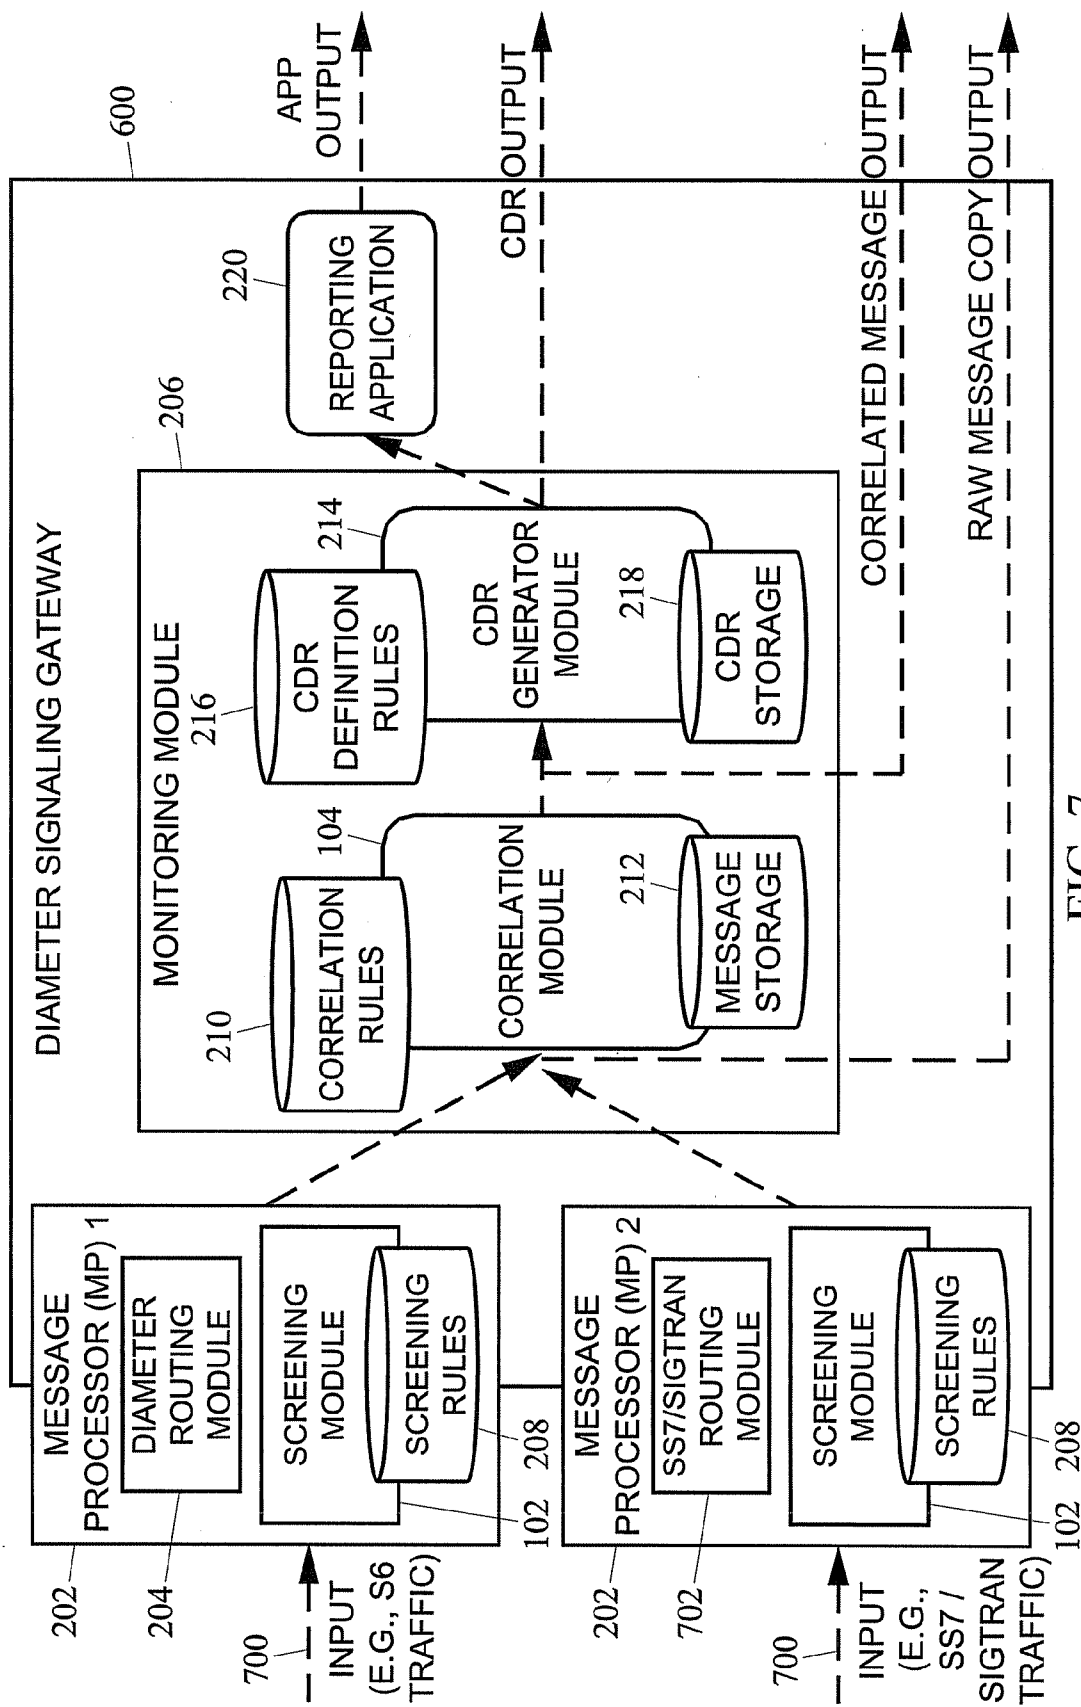 600
DIAMETER SIGNALING GATEWAY
MESSAGE
PROCESSOR (MP) 1
202
DIAMETER
ROUTING
MODULE
204
SCREENING
MODULE
SCREENING
RULES
102
208
700
INPUT
(E.G., S6
TRAFFIC)
MESSAGE
PROCESSOR (MP) 2
202
SS7/SIGTRAN
ROUTING
MODULE
702
SCREENING
MODULE
SCREENING
RULES
102
208
700
INPUT
(E.G.,
SS7 /
SIGTRAN
TRAFFIC)
MONITORING MODULE
206
210
CORRELATION
RULES
104
CORRELATION
MODULE
212
MESSAGE
STORAGE
216
CDR
DEFINITION
RULES
214
CDR
GENERATOR
MODULE
218
CDR
STORAGE
220
REPORTING
APPLICATION
APP
OUTPUT
CDR OUTPUT
CORRELATED MESSAGE OUTPUT
RAW MESSAGE COPY OUTPUT
FIG. 7